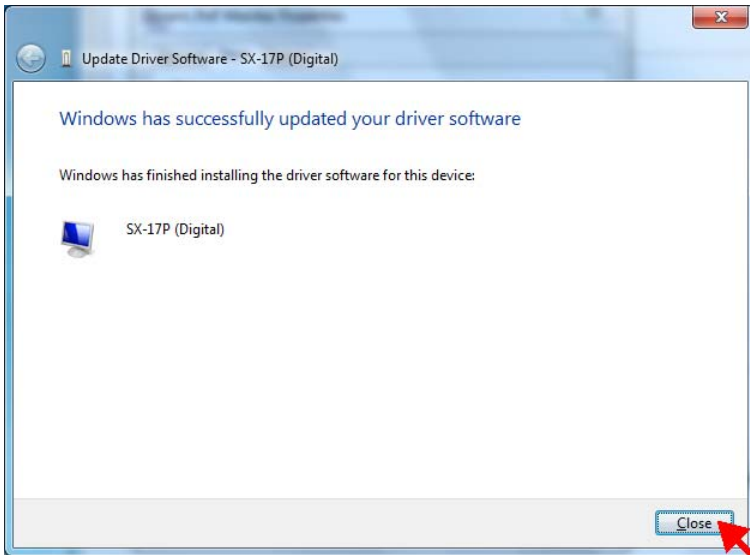 Update Driver Software - SX-17P (Digital)
Windows has successfully updated your driver software
Windows has finished installing the driver software for this device:
SX-17P (Digital)
Close